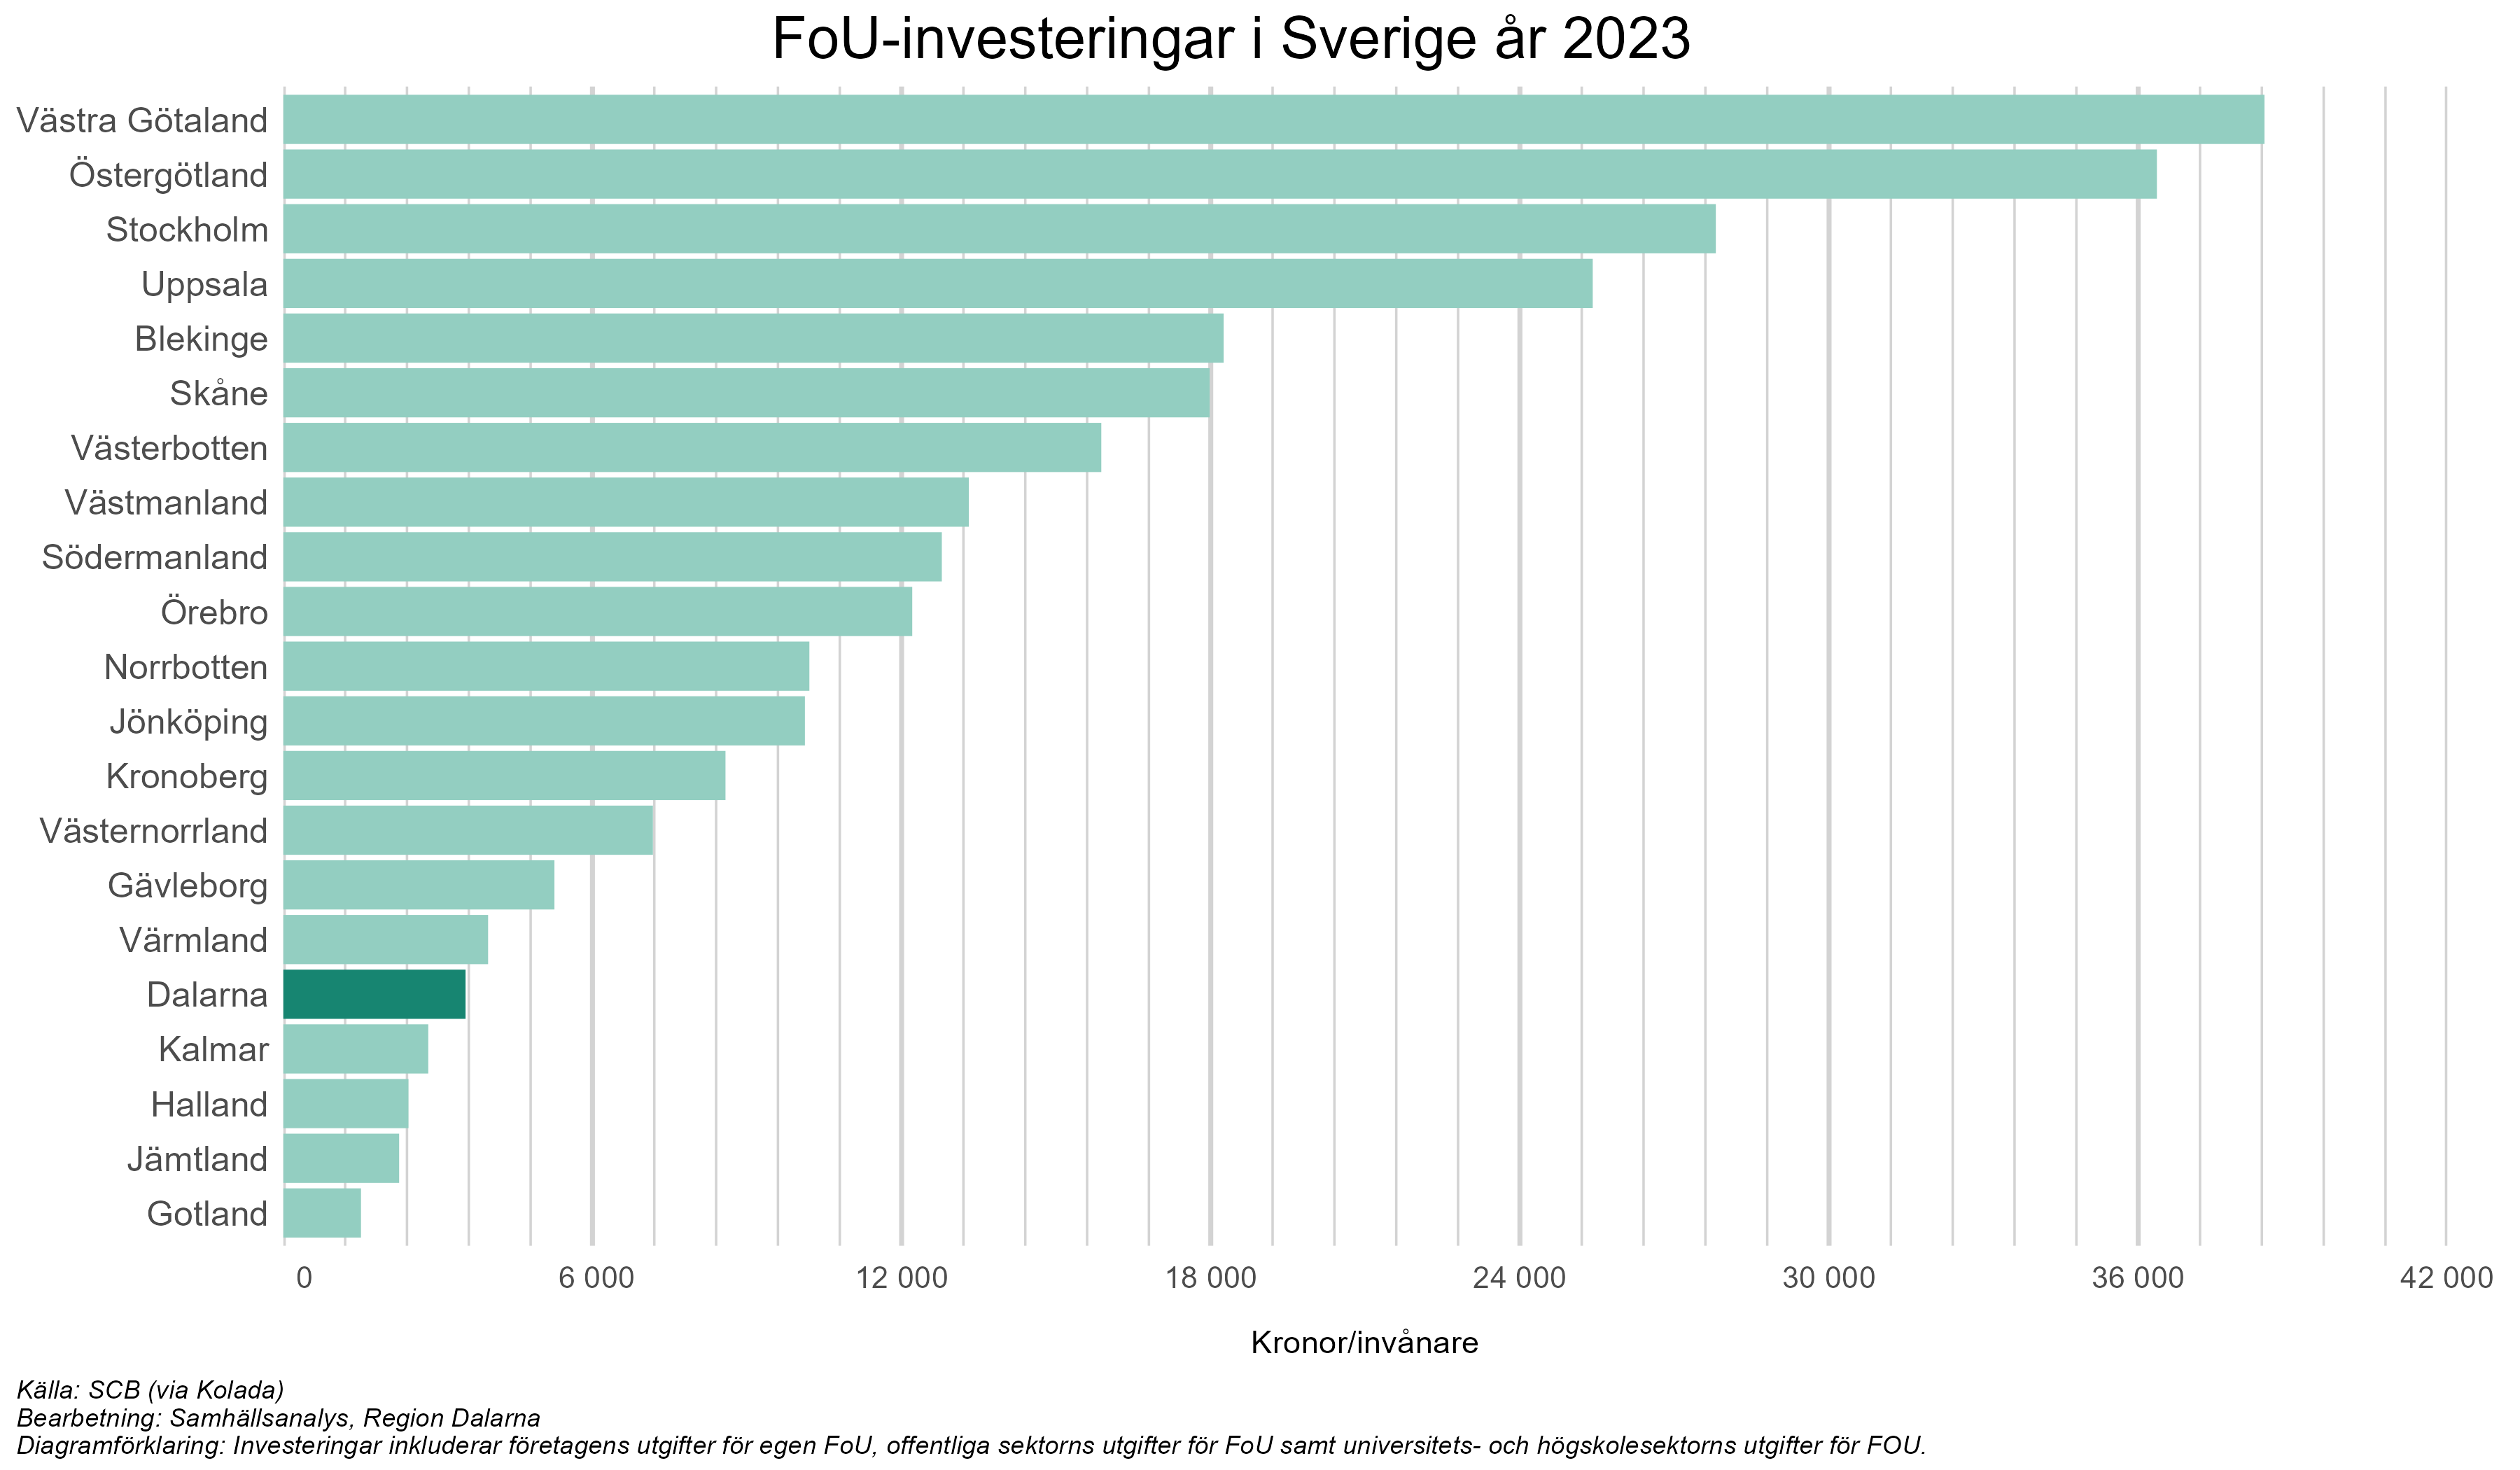 FoU-investeringar i Sverige år 2023
Västra Götaland
Östergötland
Stockholm
Uppsala
Blekinge
Skåne
Västerbotten
Västmanland
Södermanland
Örebro
Norrbotten
Jönköping
Kronoberg
Västernorrland
Gävleborg
Värmland
Dalarna
Kalmar
Halland
Jämtland
Gotland
0 6 000 12 000 18 000 24 000 30 000 36 000 42 000
Kronor/invånare
Källa: SCB (via Kolada)
Bearbetning: Samhällsanalys, Region Dalarna
Diagramförklaring: Investeringar inkluderar företagens utgifter för egen FoU, offentliga sektorns utgifter för FoU samt universitets- och högskolesektorns utgifter för FOU.